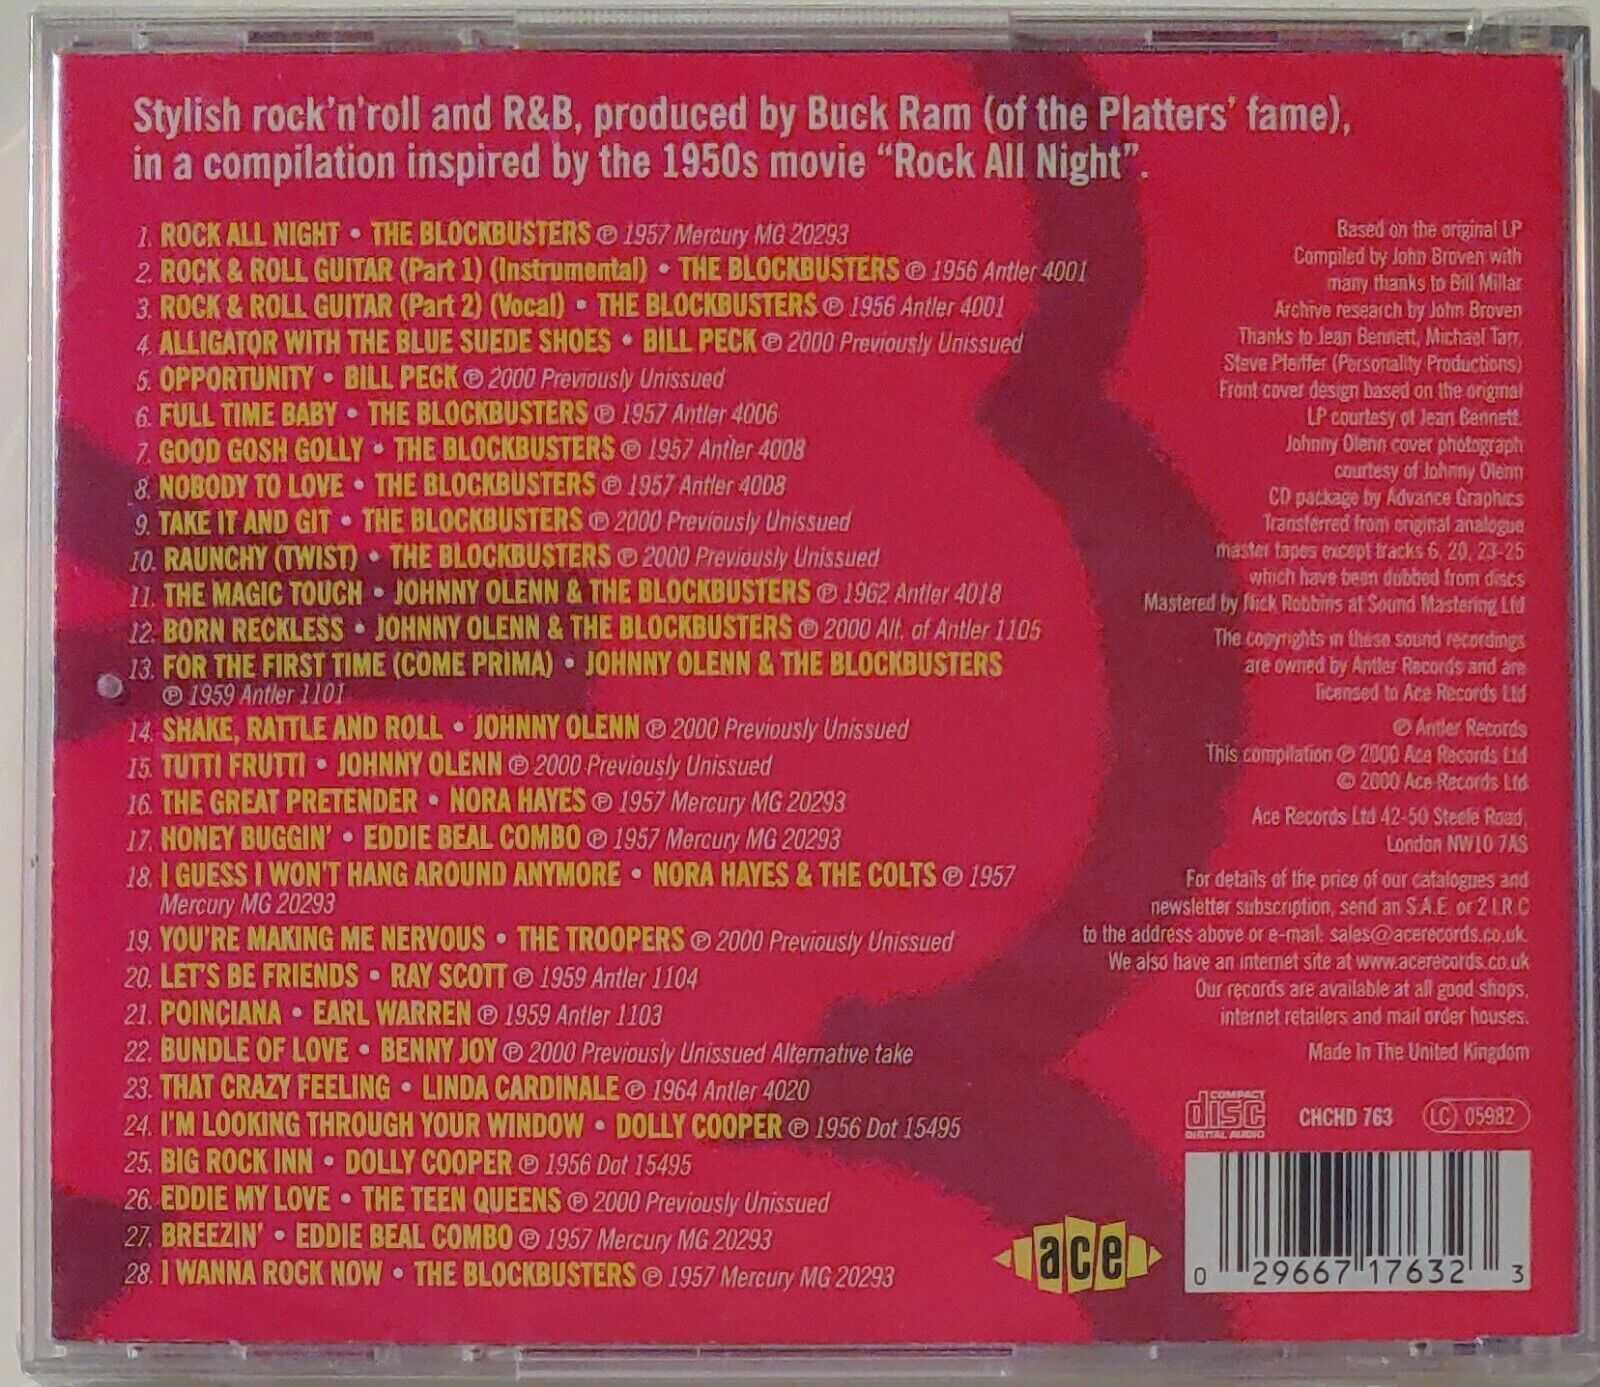 Stylish rock'n'roll and R&B, produced by Buck Ram (of the Platters' fame),
in a compilation inspired by the 1950s movie "Rock All Night".
1. ROCK ALL NIGHT • THE BLOCKBUSTERS ℗ 1957 Mercury MG 20293
2. ROCK & ROLL GUITAR (Part 1) (Instrumental) • THE BLOCKBUSTERS ℗ 1956 Antler 4001
3. ROCK & ROLL GUITAR (Part 2) (Vocal) • THE BLOCKBUSTERS ℗ 1956 Antler 4001
4. ALLIGATOR WITH THE BLUE SUEDE SHOES • BILL PECK ℗ 2000 Previously Unissued
5. OPPORTUNITY • BILL PECK ℗ 2000 Previously Unissued
6. FULL TIME BABY • THE BLOCKBUSTERS ℗ 1957 Antler 4006
7. GOOD GOSH GOLLY • THE BLOCKBUSTERS ℗ 1957 Antler 4008
8. NOBODY TO LOVE • THE BLOCKBUSTERS ℗ 1957 Antler 4008
9. TAKE IT AND GIT • THE BLOCKBUSTERS ℗ 2000 Previously Unissued
10. RAUNCHY (TWIST) • THE BLOCKBUSTERS ℗ 2000 Previously Unissued
11. THE MAGIC TOUCH • JOHNNY OLENN & THE BLOCKBUSTERS ℗ 1962 Antler 4018
12. BORN RECKLESS • JOHNNY OLENN & THE BLOCKBUSTERS ℗ 2000 Alt. of Antler 1105
13. FOR THE FIRST TIME (COME PRIMA) • JOHNNY OLENN & THE BLOCKBUSTERS
℗ 1959 Antler 1101
14. SHAKE, RATTLE AND ROLL • JOHNNY OLENN ℗ 2000 Previously Unissued
15. TUTTI FRUTTI • JOHNNY OLENN ℗ 2000 Previously Unissued
16. THE GREAT PRETENDER • NORA HAYES ℗ 1957 Mercury MG 20293
17. HONEY BUGGIN' • EDDIE BEAL COMBO ℗ 1957 Mercury MG 20293
18. I GUESS I WON'T HANG AROUND ANYMORE • NORA HAYES & THE COLTS ℗ 1957
Mercury MG 20293
19. YOU'RE MAKING ME NERVOUS • THE TROOPERS ℗ 2000 Previously Unissued
20. LET'S BE FRIENDS • RAY SCOTT ℗ 1959 Antler 1104
21. POINCIANA • EARL WARREN ℗ 1959 Antler 1103
22. BUNDLE OF LOVE • BENNY JOY ℗ 2000 Previously Unissued Alternative take
23. THAT CRAZY FEELING • LINDA CARDINALE ℗ 1964 Antler 4020
24. I'M LOOKING THROUGH YOUR WINDOW • DOLLY COOPER ℗ 1956 Dot 15495
25. BIG ROCK INN • DOLLY COOPER ℗ 1956 Dot 15495
26. EDDIE MY LOVE • THE TEEN QUEENS ℗ 2000 Previously Unissued
27. BREEZIN' • EDDIE BEAL COMBO ℗ 1957 Mercury MG 20293
28. I WANNA ROCK NOW • THE BLOCKBUSTERS ℗ 1957 Mercury MG 20293
Based on the original LP
Compiled by John Broven with
many thanks to Bill Millar
Archive research by John Broven
Thanks to Jean Bennett, Michael Tarr,
Steve Pfeiffer (Personality Productions)
Front cover design based on the original
LP courtesy of Jean Bennett.
Johnny Olenn cover photograph
courtesy of Johnny Olenn
CD package by Advance Graphics
Transferred from original analogue
master tapes except tracks 6, 20, 23-25
which have been dubbed from discs
Mastered by Nick Robbins at Sound Mastering Ltd
The copyrights in these sound recordings
are owned by Antler Records and are
licensed to Ace Records Ltd
℗ Antler Records
This compilation ℗ 2000 Ace Records Ltd
© 2000 Ace Records Ltd.
Ace Records Ltd 42-50 Steele Road,
London NW10 7AS
For details of the price of our catalogues and
newsletter subscription, send an S.A.E. or 2 I.R.C
to the address above or e-mail: sales@acerecords.co.uk.
We also have an internet site at www.acerecords.co.uk
Our records are available at all good shops,
internet retailers and mail order houses.
Made In The United Kingdom
COMPACT
disc
DIGITAL AUDIO
CHCHD 763
LC 05982
ace
0 29667 17632 3